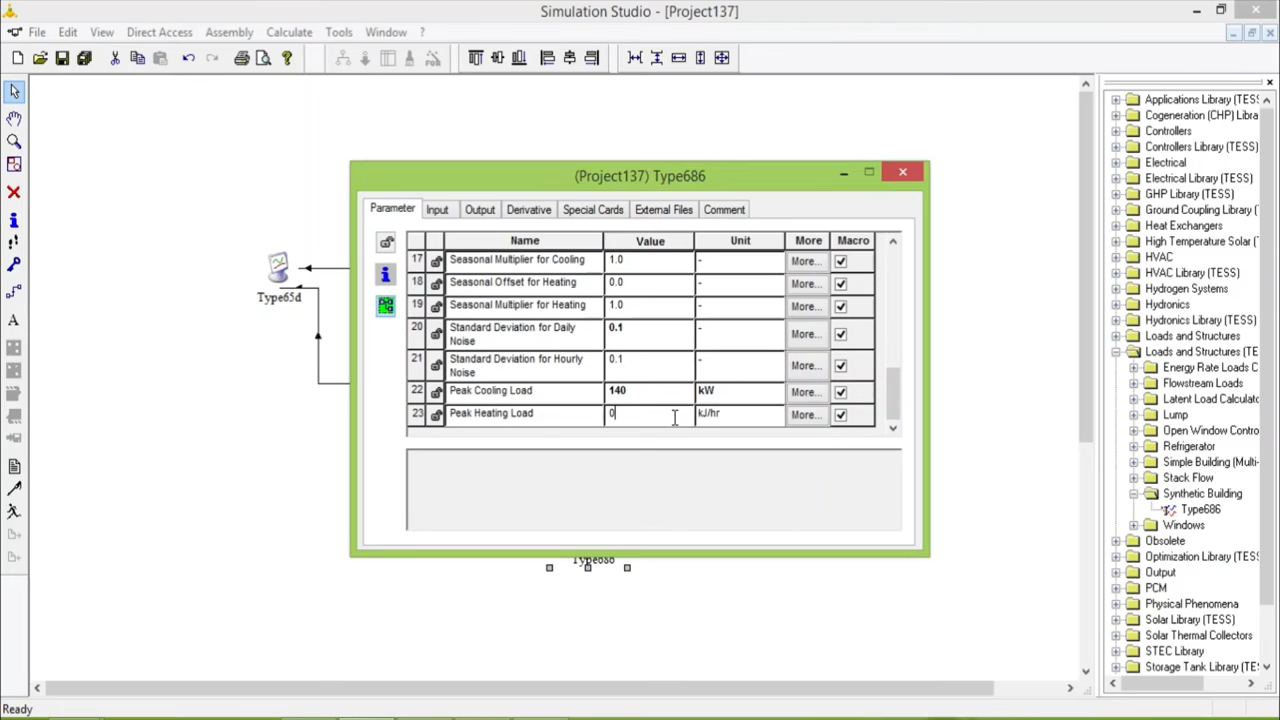 Simulation Studio - [Project137]
File Edit View Direct Access Assembly Calculate Tools Window ?
Type65d
(Project137) Type686
Parameter Input Output Derivative Special Cards External Files Comment
Name Value Unit More Macro
17 Seasonal Multiplier for Cooling 1.0 - More...
18 Seasonal Offset for Heating 0.0 - More...
19 Seasonal Multiplier for Heating 1.0 - More...
20 Standard Deviation for Daily Noise 0.1 - More...
21 Standard Deviation for Hourly Noise 0.1 - More...
22 Peak Cooling Load 140 kW More...
23 Peak Heating Load 0 kJ/hr More...
Type686
Applications Library (TESS
Cogeneration (CHP) Libra
Controllers
Controllers Library (TESS)
Electrical
Electrical Library (TESS)
GHP Library (TESS)
Ground Coupling Library (
Heat Exchangers
High Temperature Solar (
HVAC
HVAC Library (TESS)
Hydrogen Systems
Hydronics
Hydronics Library (TESS)
Loads and Structures
Loads and Structures (TE
Energy Rate Loads C
Flowstream Loads
Latent Load Calculato
Lump
Open Window Contro
Refrigerator
Simple Building (Multi-
Stack Flow
Synthetic Building
Type686
Windows
Obsolete
Optimization Library (TES
Output
PCM
Physical Phenomena
Solar Library (TESS)
Solar Thermal Collectors
STEC Library
Storage Tank Library (TE
Ready